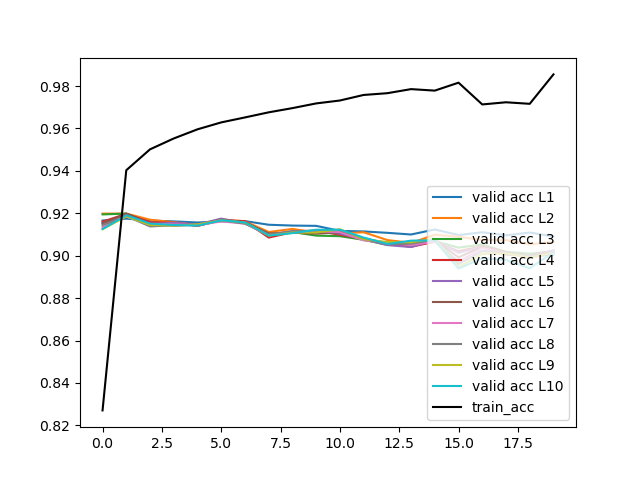 0.98
0.96
0.94
0.92
0.90
0.88
0.86
0.84
0.82
0.0 2.5 5.0 7.5 10.0 12.5 15.0 17.5
valid acc L1
valid acc L2
valid acc L3
valid acc L4
valid acc L5
valid acc L6
valid acc L7
valid acc L8
valid acc L9
valid acc L10
train_acc